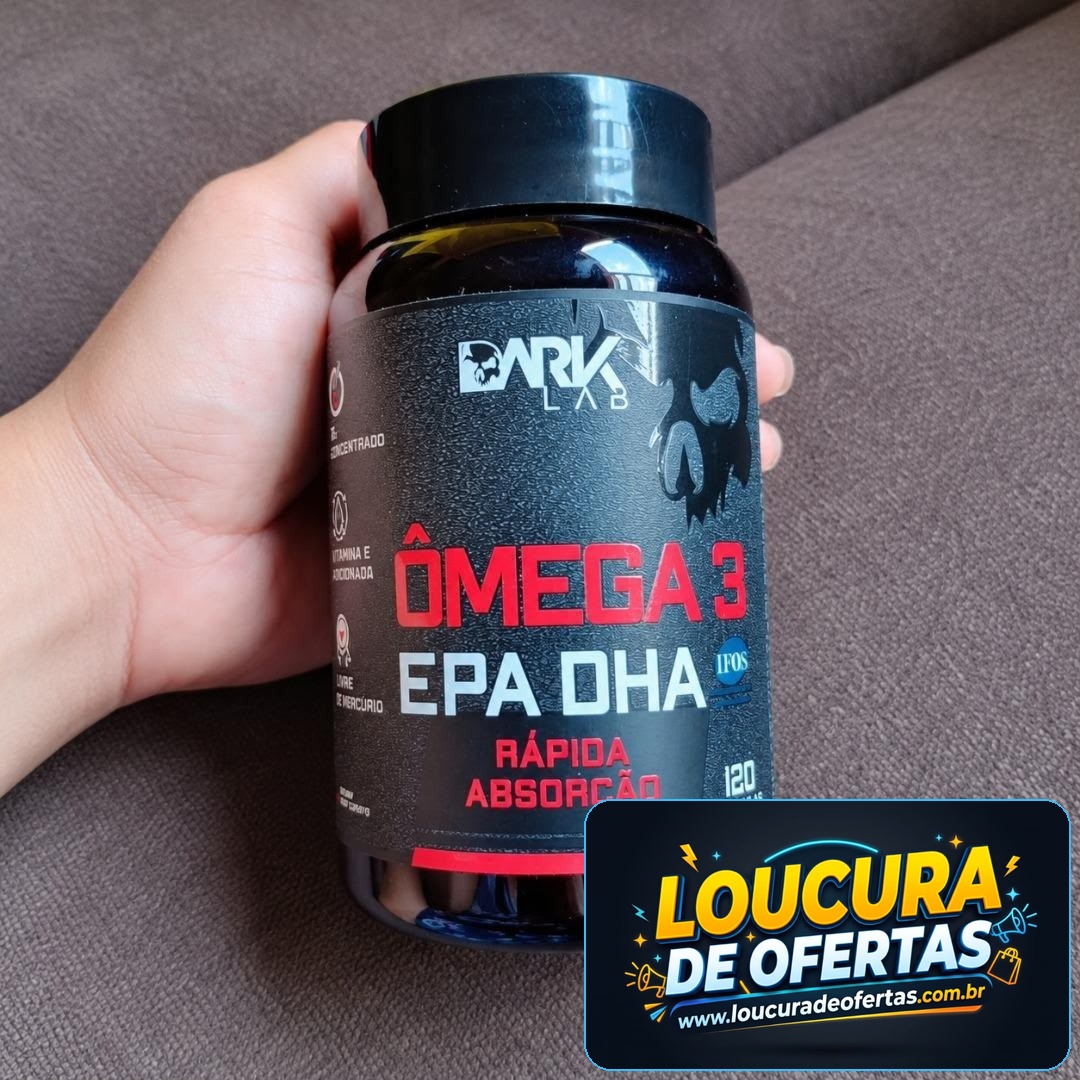 DARK
LAB
CONCENTRADO
VITAMINA E
ADICIONADA
LIVRE
DE MERCÚRIO
ÔMEGA 3
EPA DHA
IFOS
RÁPIDA
ABSORÇÃO
120
LOUCURA
DE OFERTAS
www.loucuradeofertas.com.br